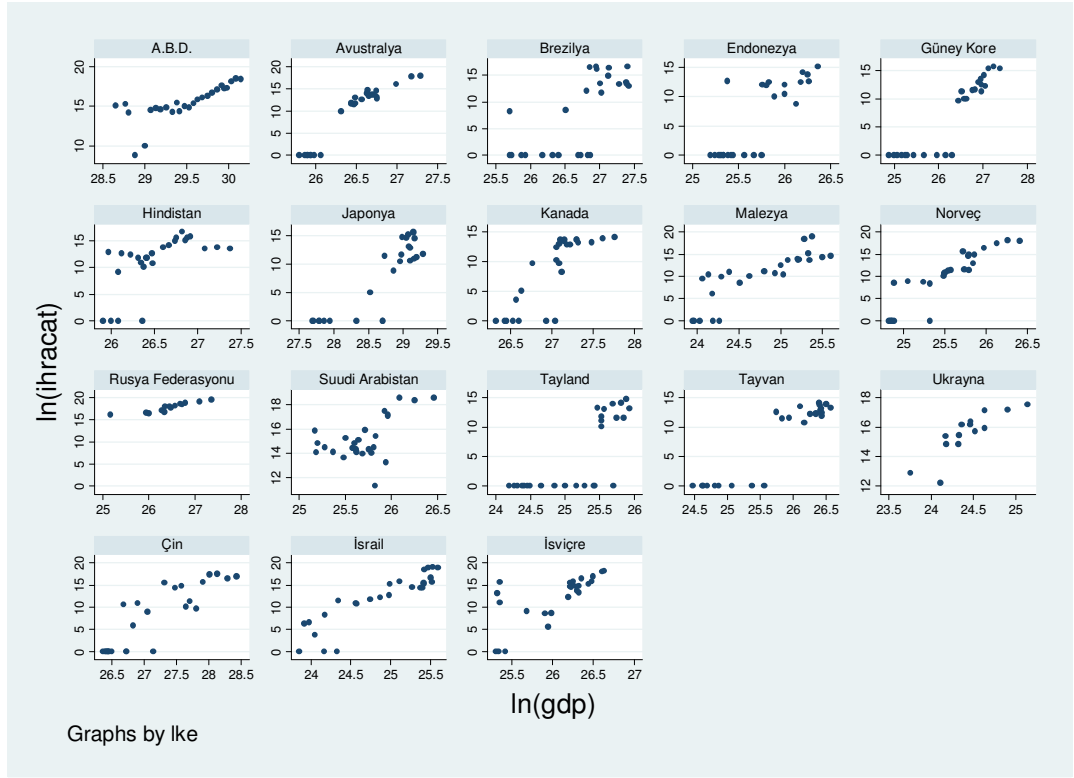 A.B.D. Avustralya Brezilya Endonezya Güney Kore
10 15 20
28.5 29 29.5 30
0 5 10 15 20
26 26.5 27 27.5
0 5 10 15
25.5 26 26.5 27 27.5
0 5 10 15
25 25.5 26 26.5
0 5 10 15
25 26 27 28
Hindistan Japonya Kanada Malezya Norveç
0 5 10 15
26 26.5 27 27.5
0 5 10 15
27.5 28 28.5 29 29.5
0 5 10 15
26.5 27 27.5 28
0 5 10 15 20
24 24.5 25 25.5
0 5 10 15 20
25 25.5 26 26.5
Rusya Federasyonu Suudi Arabistan Tayland Tayvan Ukrayna
0 5 10 15 20
25 26 27 28
12 14 16 18
25 25.5 26 26.5
0 5 10 15
24 24.5 25 25.5 26
0 5 10 15
24.5 25 25.5 26 26.5
12 14 16 18
23.5 24 24.5 25
Çin İsrail İsviçre
0 5 10 15 20
26.5 27 27.5 28 28.5
0 5 10 15 20
24 24.5 25 25.5
0 5 10 15 20
25.5 26 26.5 27
ln(ihracat)
ln(gdp)
Graphs by lke